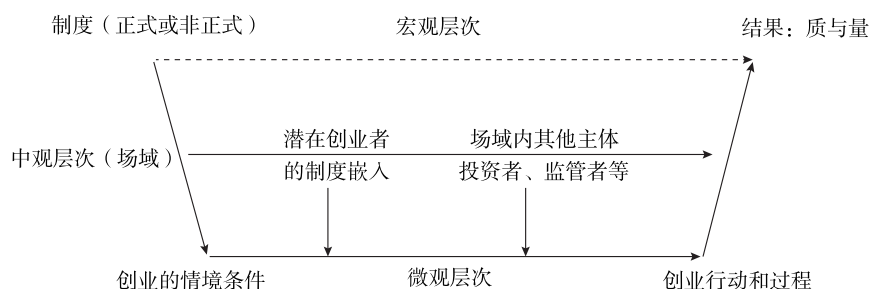 制度（正式或非正式）
宏观层次
结果：质与量
潜在创业者
场域内其他主体
中观层次（场域）
的制度嵌入
投资者、监管者等
创业的情境条件
微观层次
创业行动和过程